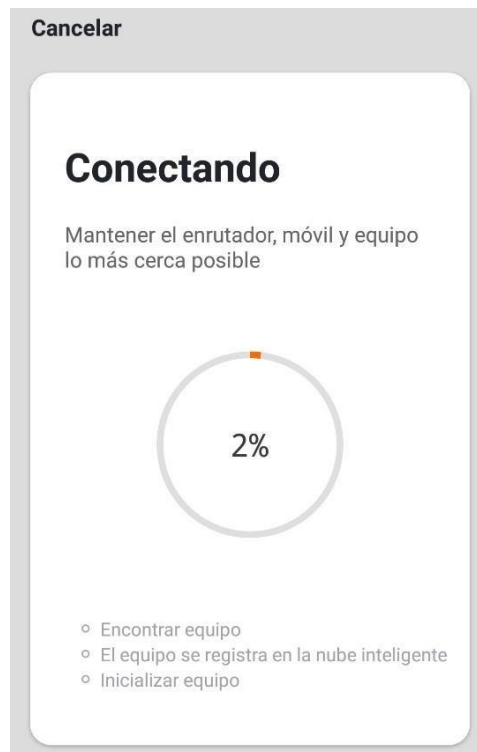 Cancelar
Conectando
Mantener el enrutador, móvil y equipo
lo más cerca posible
2%
Encontrar equipo
El equipo se registra en la nube inteligente
Inicializar equipo